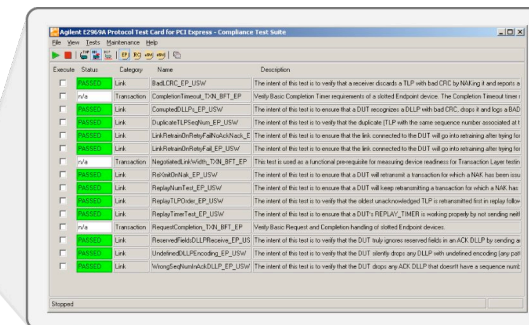 Agilent E2969A Protocol Test Card for PCI Express - Compliance Test Suite
File View Tests Maintenance Help
Execute Status Category Name Description
PASSED Link BadLCRC_EP_USW The intent of this test is to verify that a receiver discards a TLP with bad CRC by NAKing it and reports a
n/a Transaction CompletionTimeout_TXN_BFT_EP Verify Basic Completion Timer requirements of a slotted Endpoint device. The Completion Timeout timer
PASSED Link CorruptedDLLPs_EP_USW The intent of this test is to ensure that a DUT recognizes a DLLP with bad CRC, drops it and logs a BAD
PASSED Link DuplicateTLPSeqNum_EP_USW The intent of this test is to verify that the duplicate (TLP with the same sequence number associated
PASSED Link LinkRetrainOnRetryFailNoAckNack_E The intent of this test is to ensure that the link connected to the DUT will go into retraining after trying for
PASSED Link LinkRetrainOnRetryFail_EP_USW The intent of this test is to ensure that the link connected to the DUT will go into retraining after trying for
n/a Transaction NegotiatedLinkWidth_TXN_BFT_EP This test is used as a functional prerequisite for measuring device readiness for Transaction Layer testin
PASSED Link ReXmitOnNak_EP_USW The intent of this test is to ensure that a DUT will retransmit a transaction for which a NAK has been issu
PASSED Link ReplayNumTest_EP_USW The intent of this test is to ensure that a DUT will keep retransmitting a transaction for which a NAK has
PASSED Link ReplayTLPOrder_EP_USW The intent of this test is to verify that the oldest unacknowledged TLP is retransmitted first in replay follow
PASSED Link ReplayTimerTest_EP_USW The intent of this test is to ensure that a DUT's REPLAY_TIMER is working properly by not sending neit
n/a Transaction RequestCompletion_TXN_BFT_EP Verify Basic Request and Completion handling of slotted Endpoint devices.
PASSED Link ReservedFieldsDLLPReceive_EP_US The intent of this test is to verify that the DUT truly ignores reserved fields in an ACK DLLP by sending a
PASSED Link UndefinedDLLPEncoding_EP_USW The intent of this test is to verify that the DUT silently drops any DLLP with undefined encoding (any pat
PASSED Link WrongSeqNumInAckDLLP_EP_USW The intent of this test is to verify that the DUT drops any ACK DLLP that doesn't have a sequence numb
Stopped